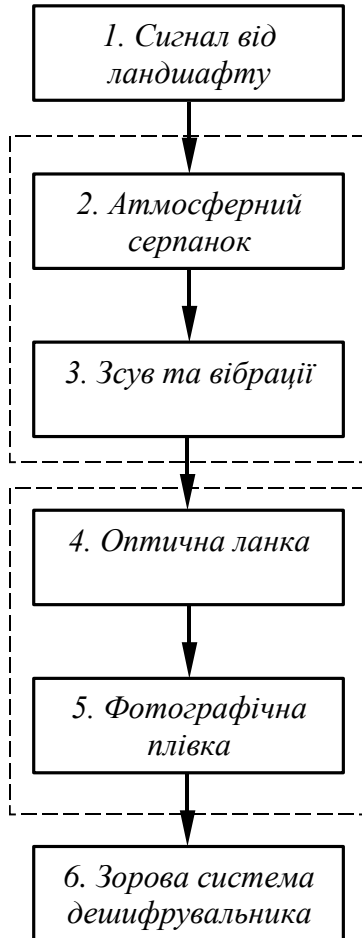 1. Сигнал від
ландшафту
2. Атмосферний
серпанок
3. Зсув та вібрації
4. Оптична ланка
5. Фотографічна
плівка
6. Зорова система
дешифрувальника